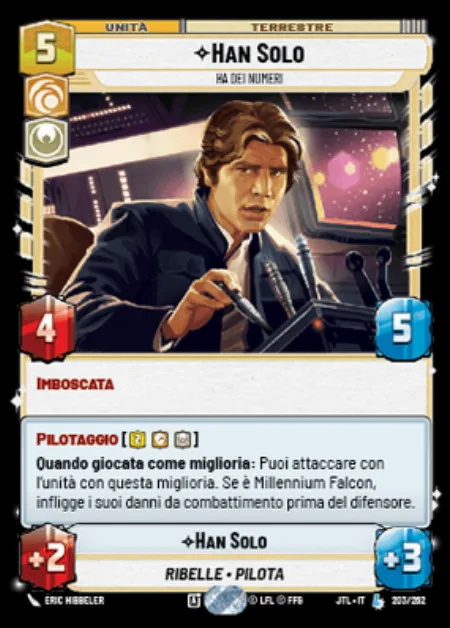 UNITÀ
TERRESTRE
5
HAN SOLO
HA DEI NUMERI
4
5
IMBOSCATA
PILOTAGGIO [2]
Quando giocata come miglioria: Puoi attaccare con
l'unità con questa miglioria. Se è Millennium Falcon,
infligge i suoi danni da combattimento prima del difensore.
+2
HAN SOLO
+3
RIBELLE • PILOTA
ERIC HIBBELER
A
© LFL © FFG
JTL • IT
203/262